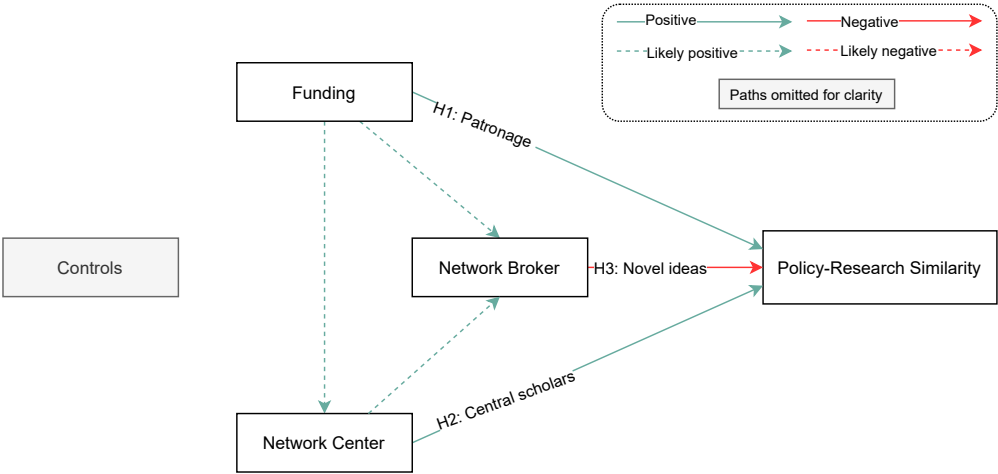 Positive
Negative
Likely positive
Likely negative
Paths omitted for clarity
Funding
H1: Patronage
Controls
Network Broker
H3: Novel ideas
Policy-Research Similarity
H2: Central scholars
Network Center